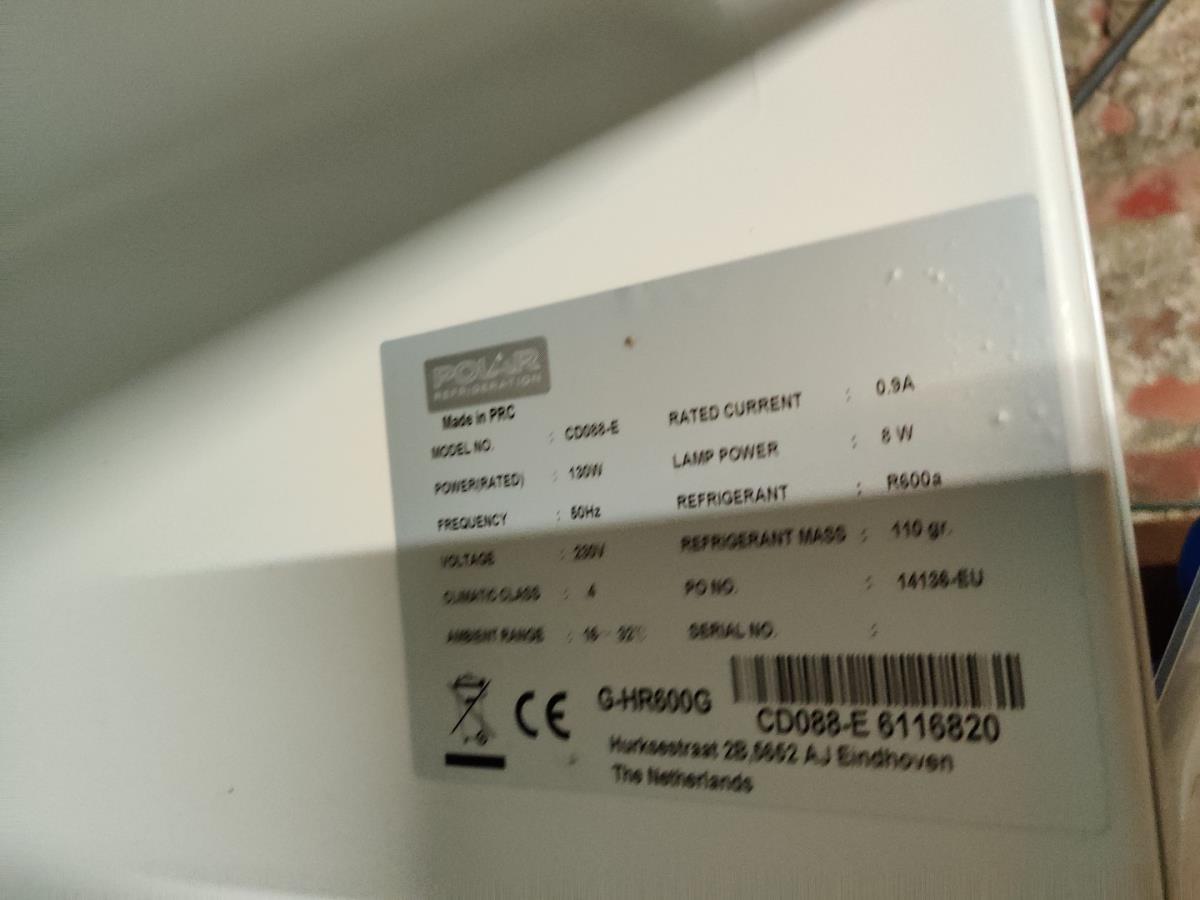 POLAR
REFRIGERATION
Made in PRC
MODEL NO. : CD088-E
POWER(RATED) : 130W
FREQUENCY : 50Hz
VOLTAGE : 230V
CLIMATIC CLASS : 4
AMBIENT RANGE : 16~32℃
RATED CURRENT : 0.9A
LAMP POWER : 8 W
REFRIGERANT : R600a
REFRIGERANT MASS : 110 gr.
PO NO. : 14136-EU
SERIAL NO. :
CE
G-HR600G
CD088-E 6116820
Hurksestraat 2B,5652 AJ Eindhoven
The Netherlands